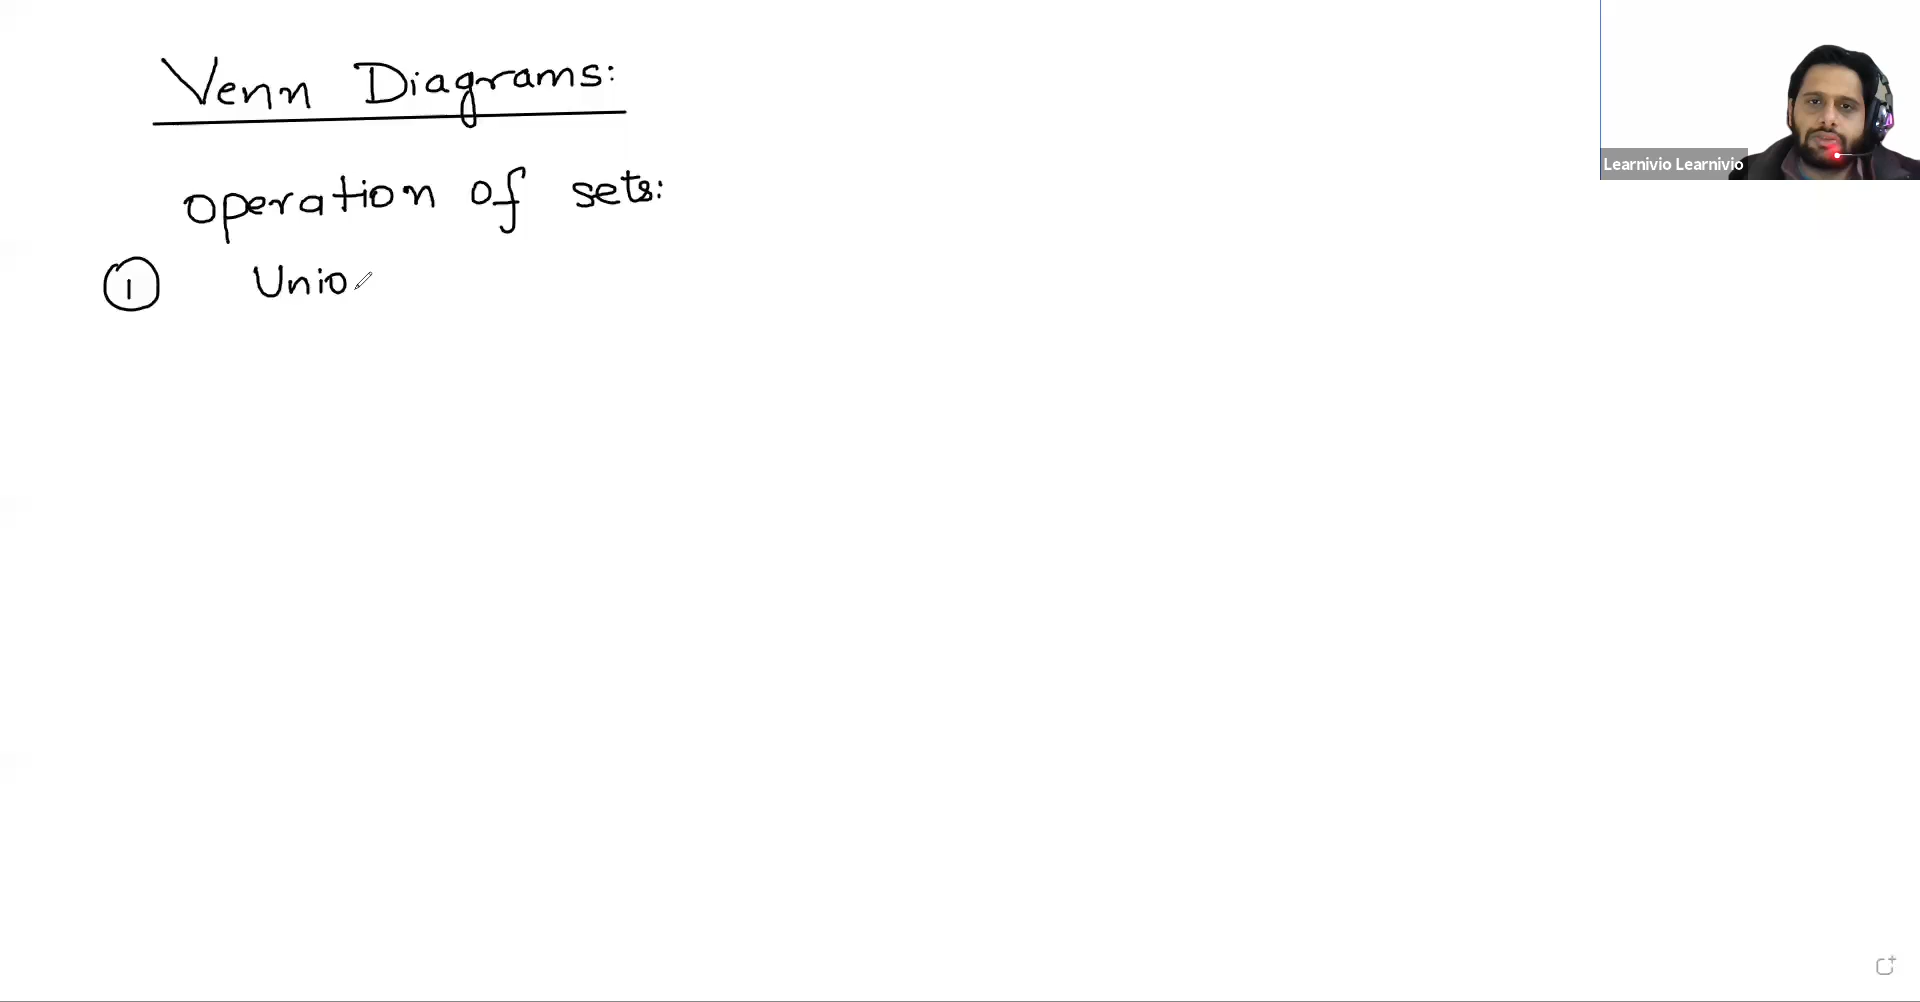 Venn Diagrams:
operation of sets:
① Unio
Learnivio Learnivio